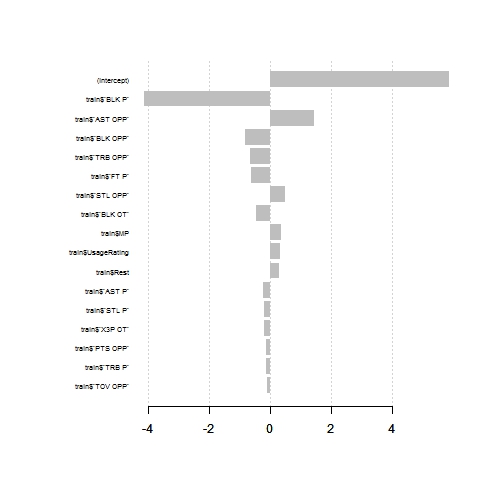 (Intercept)
train$`BLK P`
train$`AST OPP`
train$`BLK OPP`
train$`TRB OPP`
train$`FT P`
train$`STL OPP`
train$`BLK OT`
train$MP
train$UsageRating
train$Rest
train$`AST P`
train$`STL P`
train$`X3P OT`
train$`PTS OPP`
train$`TRB P`
train$`TOV OPP`
-4 -2 0 2 4